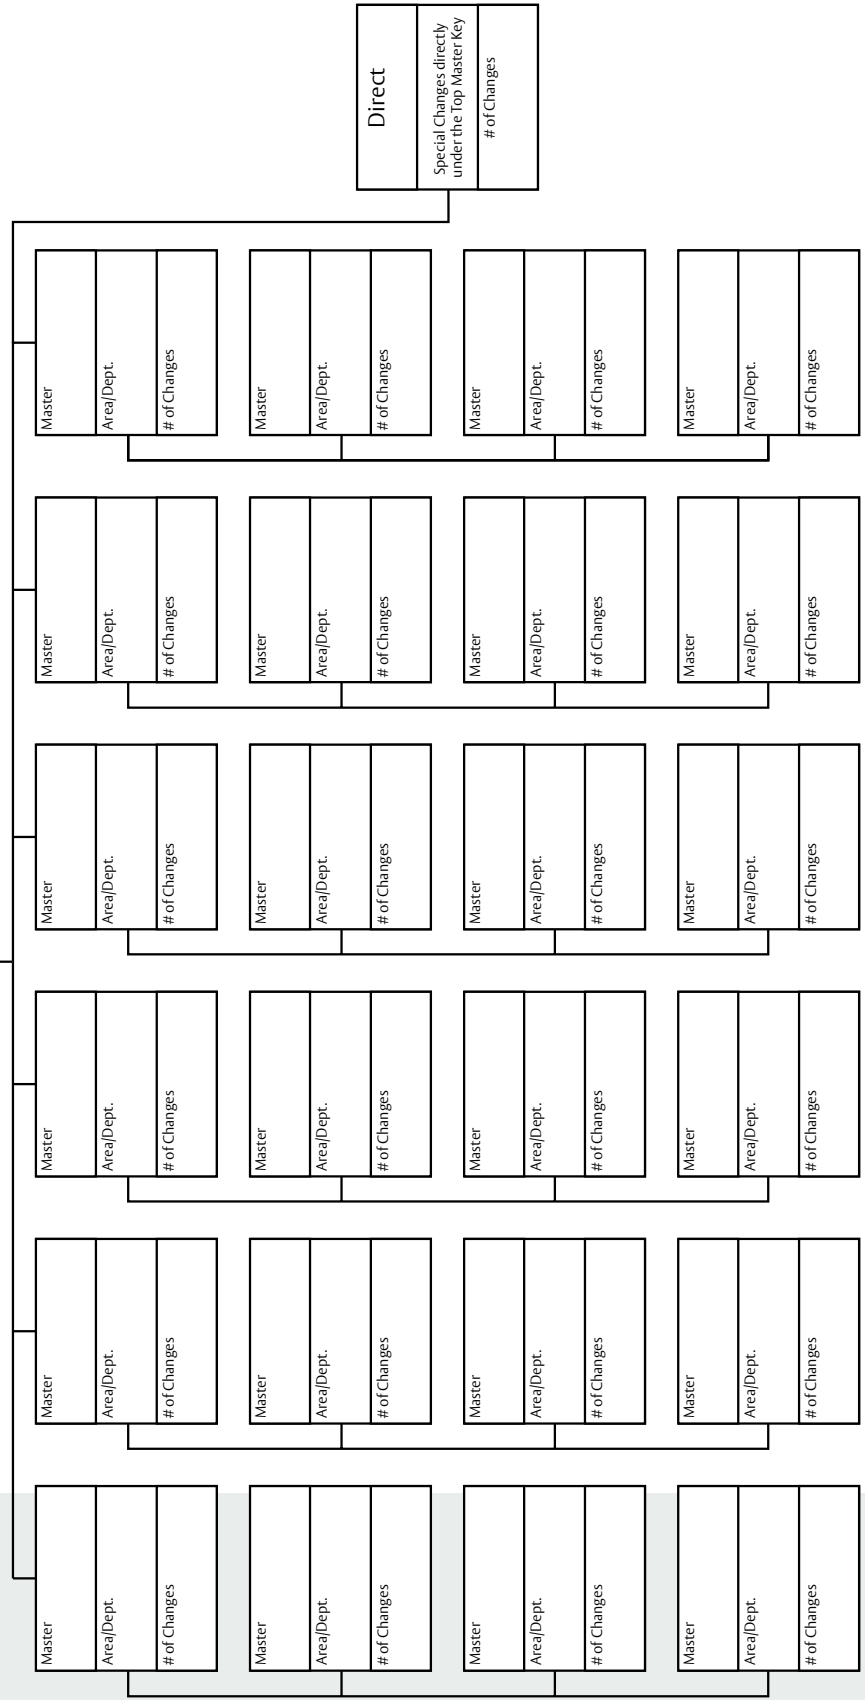 Master
Area/Dept.
# of Changes
Master
Area/Dept.
# of Changes
Master
Area/Dept.
# of Changes
Master
Area/Dept.
# of Changes
Master
Area/Dept.
# of Changes
Master
Area/Dept.
# of Changes
Master
Area/Dept.
# of Changes
Master
Area/Dept.
# of Changes
Master
Area/Dept.
# of Changes
Master
Area/Dept.
# of Changes
Master
Area/Dept.
# of Changes
Master
Area/Dept.
# of Changes
Master
Area/Dept.
# of Changes
Master
Area/Dept.
# of Changes
Master
Area/Dept.
# of Changes
Master
Area/Dept.
# of Changes
Master
Area/Dept.
# of Changes
Master
Area/Dept.
# of Changes
Master
Area/Dept.
# of Changes
Master
Area/Dept.
# of Changes
Master
Area/Dept.
# of Changes
Master
Area/Dept.
# of Changes
Master
Area/Dept.
# of Changes
Master
Area/Dept.
# of Changes
Direct
Special Changes directly
under the Top Master Key
# of Changes